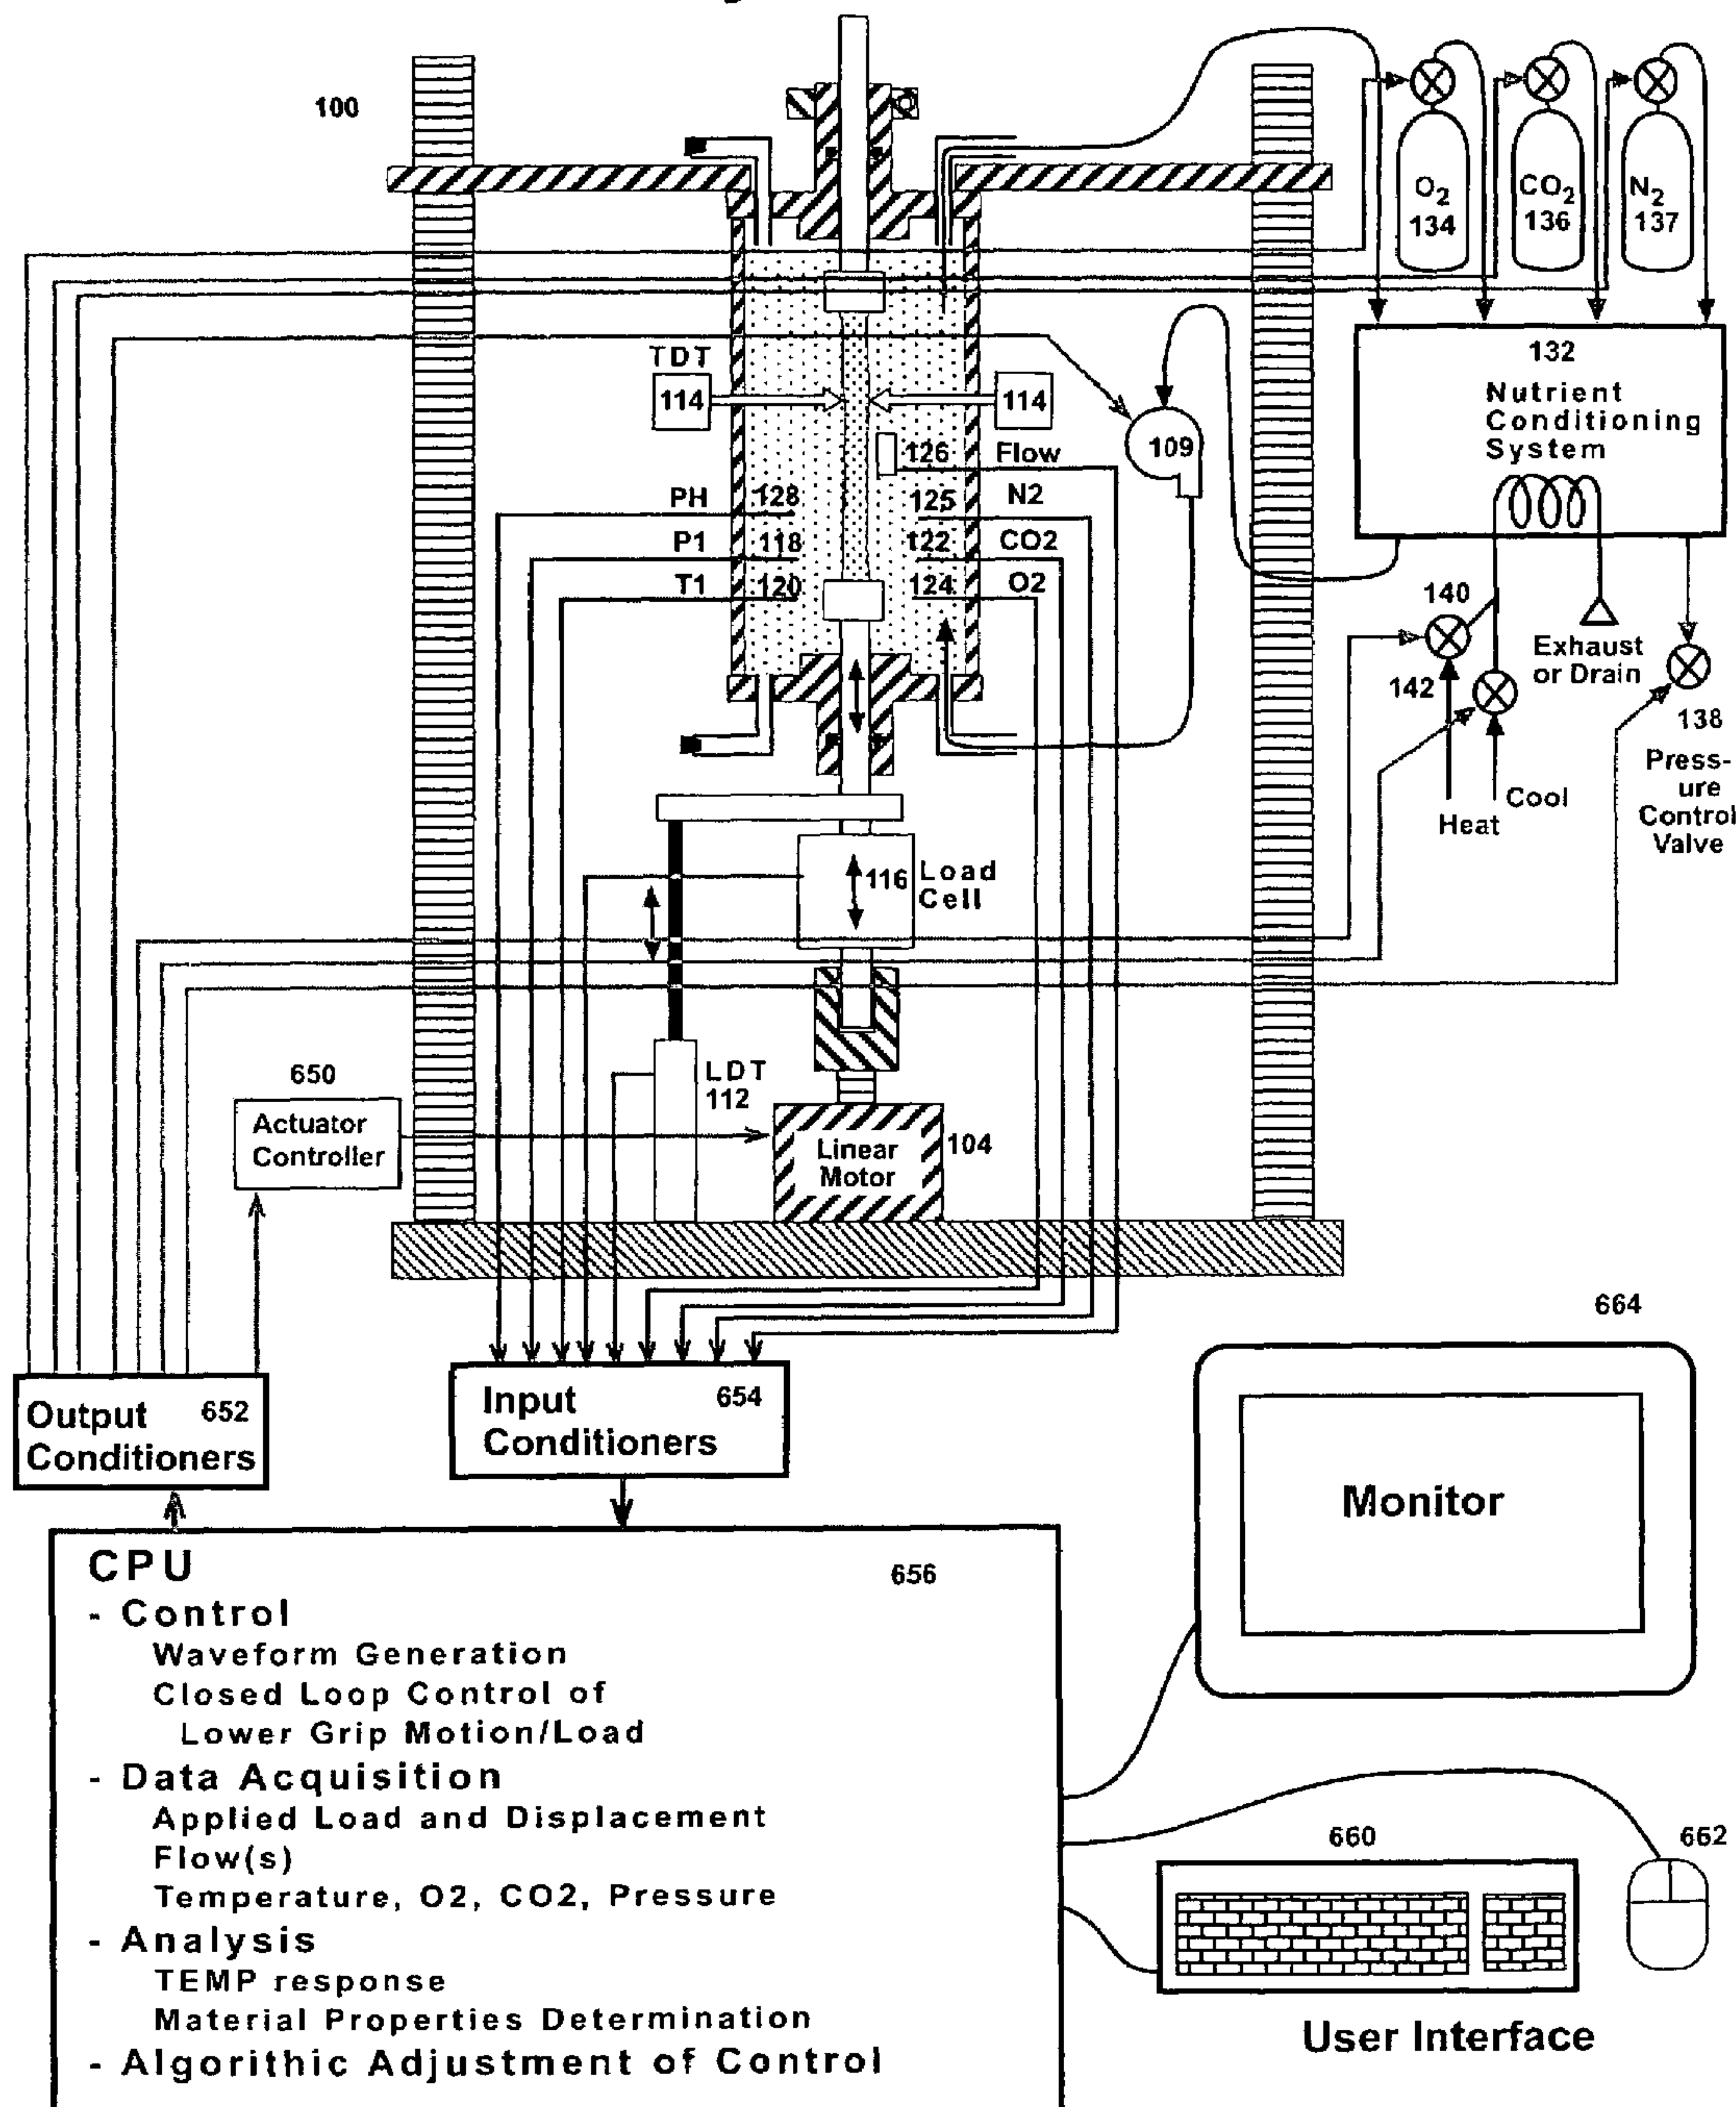 100
O2
134
CO2
136
N2
137
132
Nutrient
Conditioning
System
TDT
114
114
109
126 Flow
PH 128
125 N2
P1 118
122 CO2
T1 120
124 O2
140
142
Exhaust
or Drain
138
Press-
ure
Control
Valve
Cool
Heat
116
Load
Cell
650
Actuator
Controller
LDT
112
Linear
Motor
104
664
Output 652
Conditioners
Input 654
Conditioners
Monitor
CPU 656
- Control
Waveform Generation
Closed Loop Control of
Lower Grip Motion/Load
- Data Acquisition
Applied Load and Displacement
Flow(s)
Temperature, O2, CO2, Pressure
- Analysis
TEMP response
Material Properties Determination
- Algorithic Adjustment of Control
660
662
User Interface